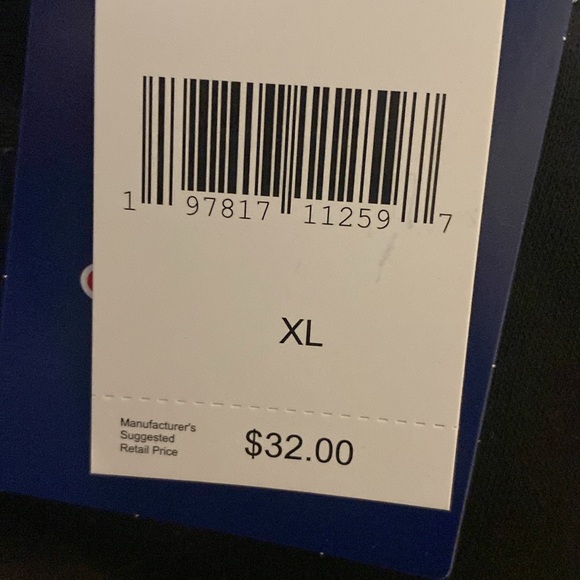 1 97817 11259 7
XL
Manufacturer's
Suggested
Retail Price
$32.00